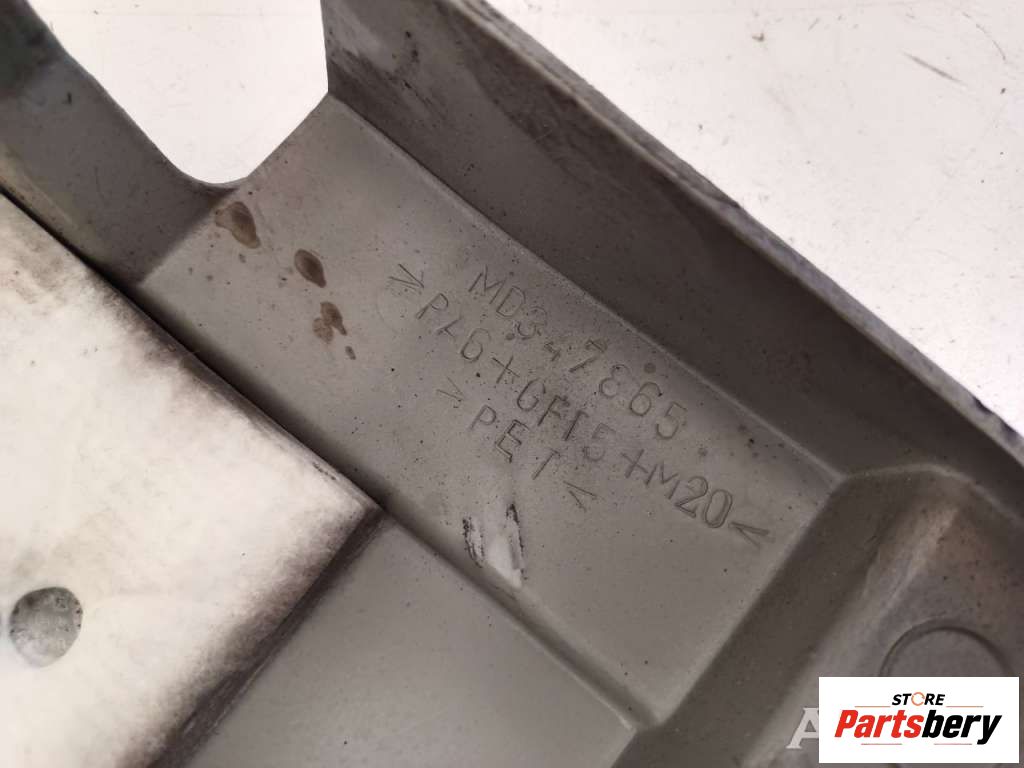 MD347865
>PA6+GF15+M20<
>PET<
STORE
Partsbery